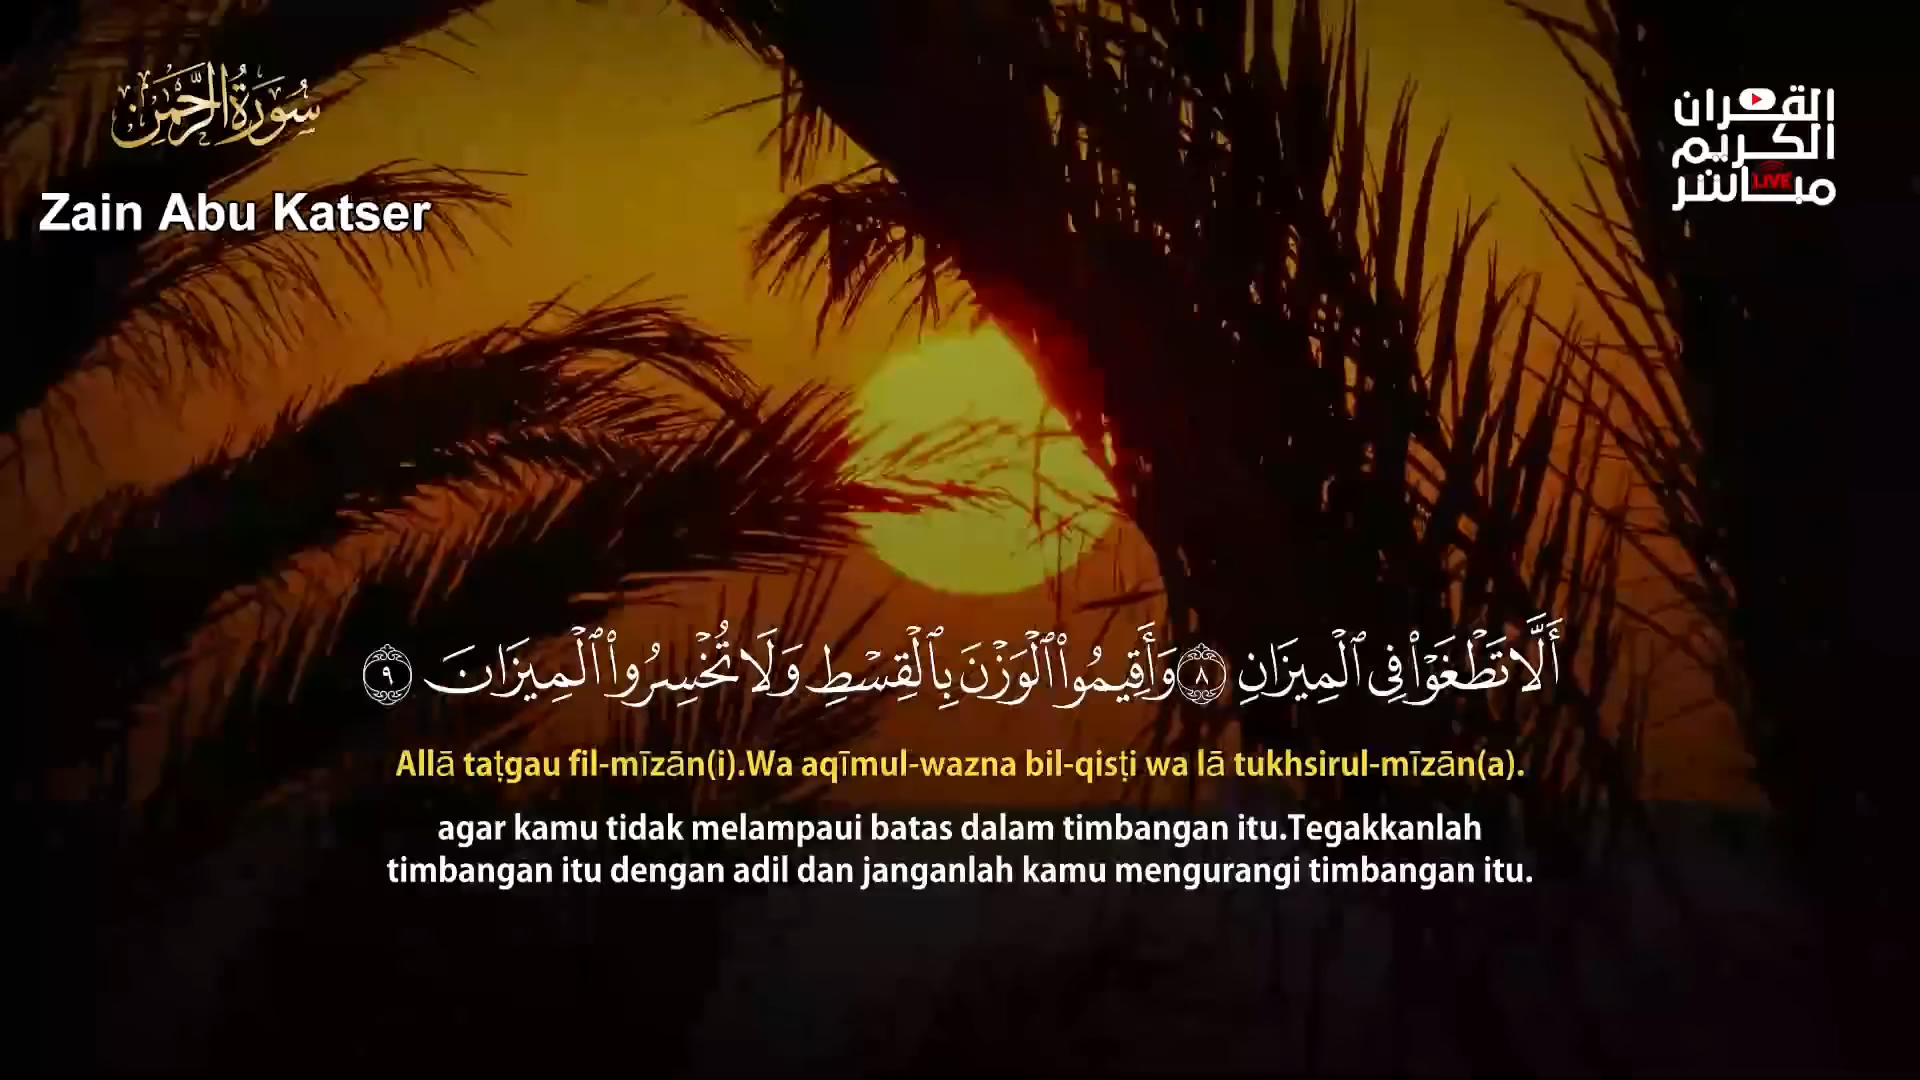 سُورَةُ الرَّحْمَٰن
Zain Abu Katser
القران
الكريم
مباشر
LIVE
أَلَّا تَطْغَوْا۟ فِى ٱلْمِيزَانِ ٨ وَأَقِيمُوا۟ ٱلْوَزْنَ بِٱلْقِسْطِ وَلَا تُخْسِرُوا۟ ٱلْمِيزَانَ ٩
Allā taṭgau fil-mīzān(i).Wa aqīmul-wazna bil-qisṭi wa lā tukhsirul-mīzān(a).
agar kamu tidak melampaui batas dalam timbangan itu.Tegakkanlah
timbangan itu dengan adil dan janganlah kamu mengurangi timbangan itu.